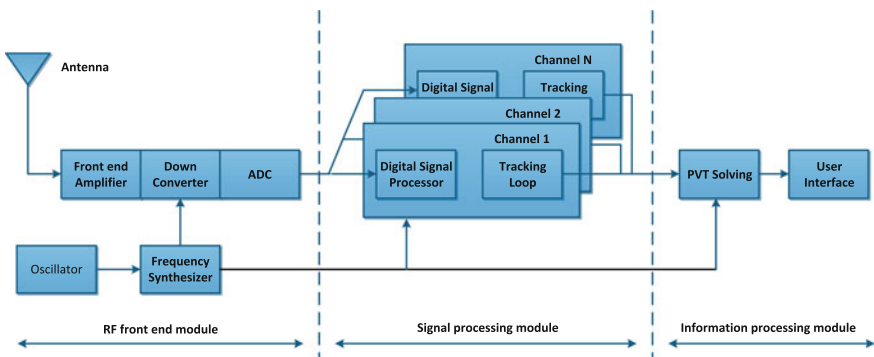 Antenna
Front end
Amplifier
Down
Converter
ADC
Oscillator
Frequency
Synthesizer
Channel N
Digital Signal
Tracking
Channel 2
Channel 1
Digital Signal
Processor
Tracking
Loop
PVT Solving
User
Interface
RF front end module
Signal processing module
Information processing module